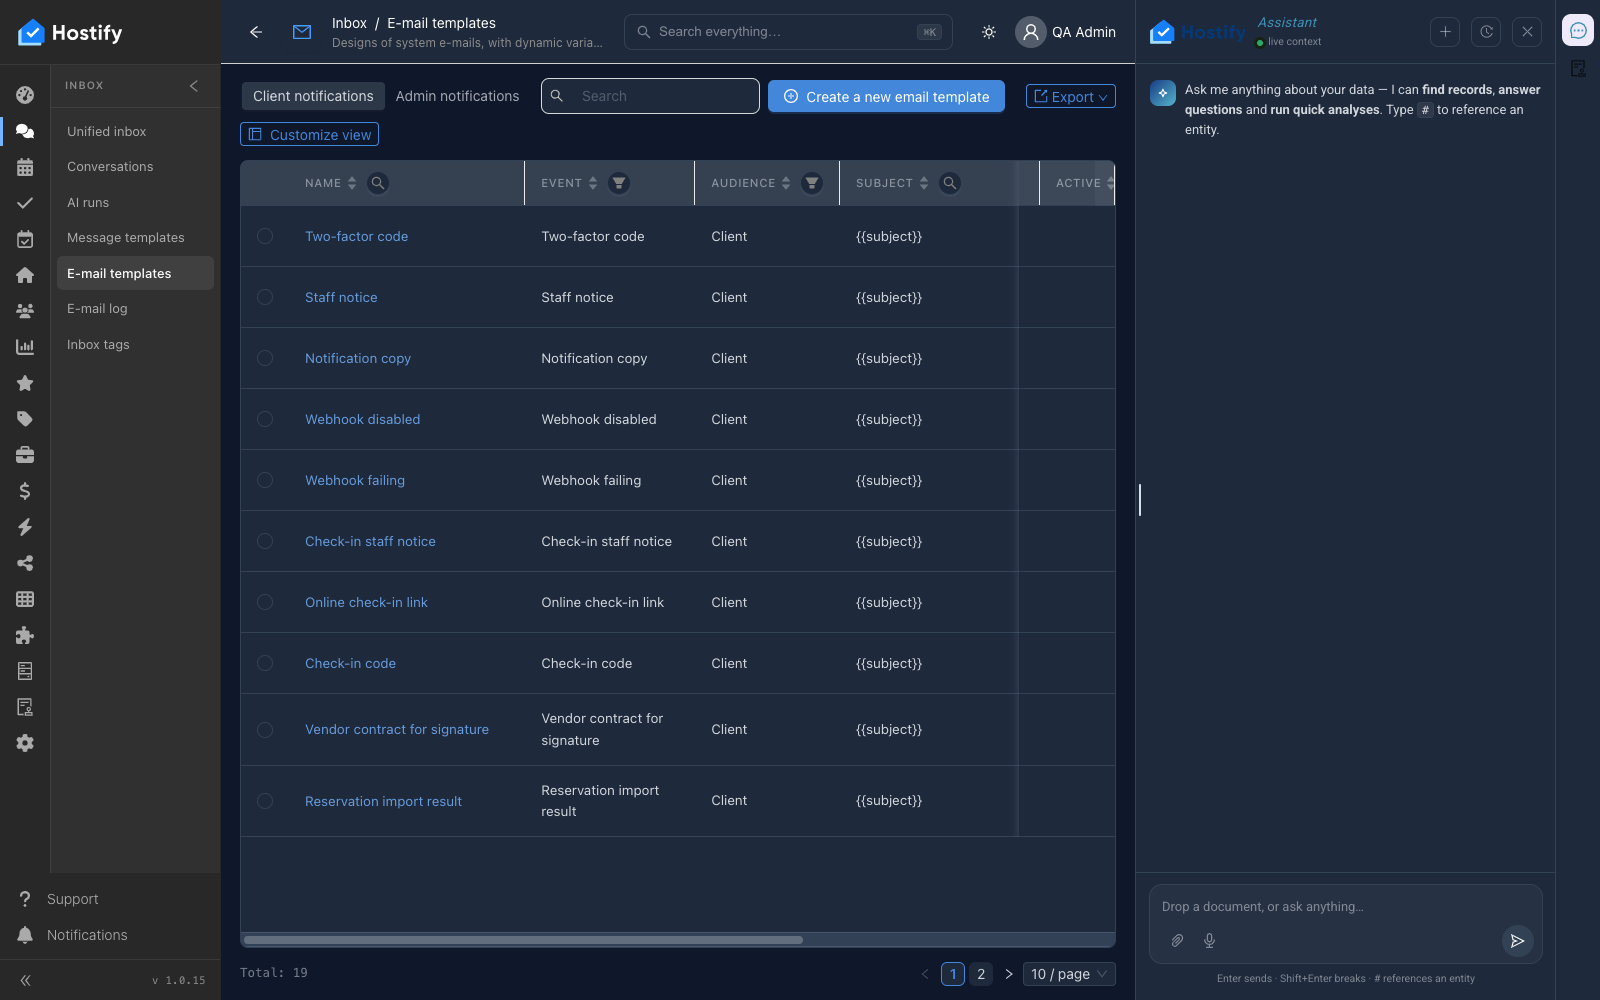 Hostify
Inbox / E-mail templates
Designs of system e-mails, with dynamic varia...
Search everything...
⌘K
QA Admin
Hostify
Assistant
live context
INBOX
Unified inbox
Conversations
AI runs
Message templates
E-mail templates
E-mail log
Inbox tags
Support
Notifications
v 1.0.15
Client notifications
Admin notifications
Search
Create a new email template
Export
Customize view
NAME EVENT AUDIENCE SUBJECT ACTIVE
Two-factor code Two-factor code Client {{subject}}
Staff notice Staff notice Client {{subject}}
Notification copy Notification copy Client {{subject}}
Webhook disabled Webhook disabled Client {{subject}}
Webhook failing Webhook failing Client {{subject}}
Check-in staff notice Check-in staff notice Client {{subject}}
Online check-in link Online check-in link Client {{subject}}
Check-in code Check-in code Client {{subject}}
Vendor contract for signature Vendor contract for signature Client {{subject}}
Reservation import result Reservation import result Client {{subject}}
Total: 19
1 2 10 / page
Ask me anything about your data — I can find records, answer
questions and run quick analyses. Type # to reference an
entity.
Drop a document, or ask anything...
Enter sends · Shift+Enter breaks · # references an entity